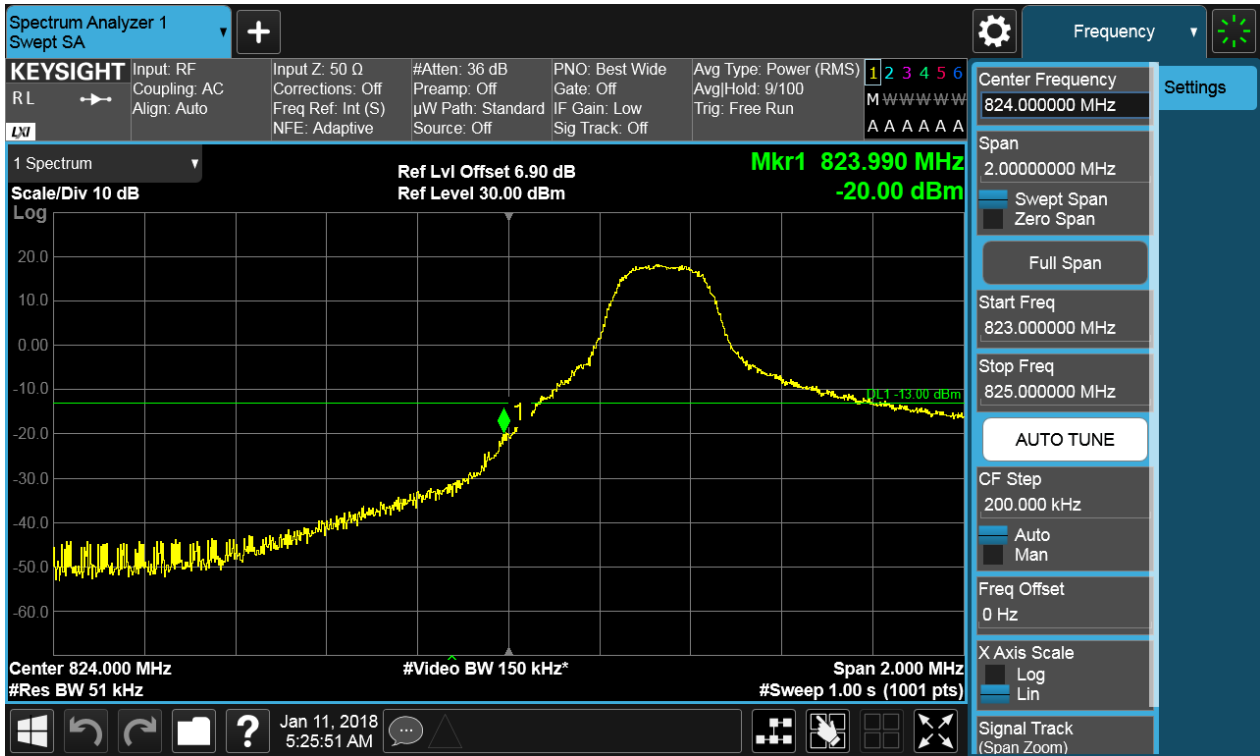 Spectrum Analyzer 1
Swept SA
+
Frequency
KEYSIGHT
R L
LXI
Input: RF
Coupling: AC
Align: Auto
Input Z: 50 Ω
Corrections: Off
Freq Ref: Int (S)
NFE: Adaptive
#Atten: 36 dB
Preamp: Off
µW Path: Standard
Source: Off
PNO: Best Wide
Gate: Off
IF Gain: Low
Sig Track: Off
Avg Type: Power (RMS)
Avg|Hold: 9/100
Trig: Free Run
1 2 3 4 5 6
M W W W W W
A A A A A A
1 Spectrum
Scale/Div 10 dB
Log
Ref Lvl Offset 6.90 dB
Ref Level 30.00 dBm
Mkr1 823.990 MHz
-20.00 dBm
20.0
10.0
0.00
-10.0
-20.0
-30.0
-40.0
-50.0
-60.0
DL1 -13.00 dBm
1
Center 824.000 MHz
#Res BW 51 kHz
#Video BW 150 kHz*
Span 2.000 MHz
#Sweep 1.00 s (1001 pts)
Center Frequency
824.000000 MHz
Span
2.00000000 MHz
Swept Span
Zero Span
Full Span
Start Freq
823.000000 MHz
Stop Freq
825.000000 MHz
AUTO TUNE
CF Step
200.000 kHz
Auto
Man
Freq Offset
0 Hz
X Axis Scale
Log
Lin
Signal Track
(Span Zoom)
Settings
?
Jan 11, 2018
5:25:51 AM